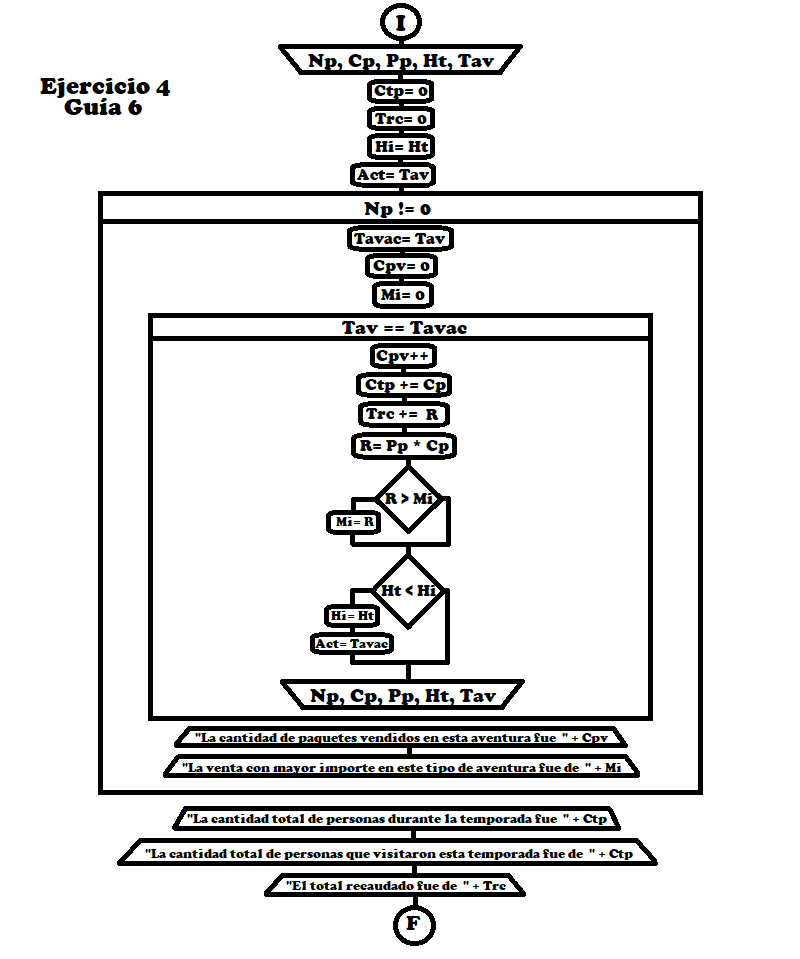 I
Np, Cp, Pp, Ht, Tav
Ejercicio 4
Guía 6
Ctp= 0
Trc= 0
Hi= Ht
Act= Tav
Np != 0
Tavac= Tav
Cpv= 0
Mi= 0
Tav == Tavac
Cpv++
Ctp += Cp
Trc += R
R= Pp * Cp
R > Mi
Mi= R
Ht < Hi
Hi= Ht
Act= Tavac
Np, Cp, Pp, Ht, Tav
"La cantidad de paquetes vendidos en esta aventura fue " + Cpv
"La venta con mayor importe en este tipo de aventura fue de " + Mi
"La cantidad total de personas durante la temporada fue " + Ctp
"La cantidad total de personas que visitaron esta temporada fue de " + Ctp
"El total recaudado fue de " + Trc
F